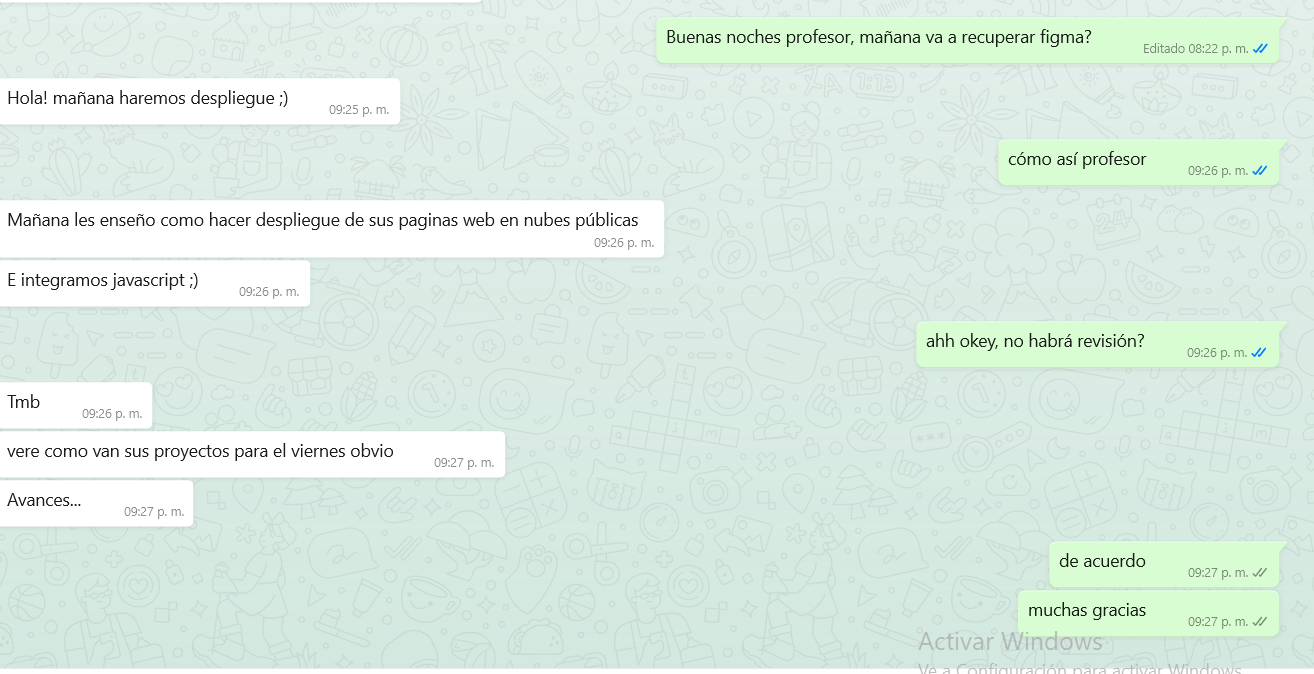 Buenas noches profesor, mañana va a recuperar figma?
Editado 08:22 p. m.
Hola! mañana haremos despliegue ;)
09:25 p. m.
cómo así profesor
09:26 p. m.
Mañana les enseño como hacer despliegue de sus paginas web en nubes públicas
09:26 p. m.
E integramos javascript ;)
09:26 p. m.
ahh okey, no habrá revisión?
09:26 p. m.
Tmb
09:26 p. m.
vere como van sus proyectos para el viernes obvio
09:27 p. m.
Avances...
09:27 p. m.
de acuerdo
09:27 p. m.
muchas gracias
09:27 p. m.
Activar Windows
Ve a Configuración para activar Windows.